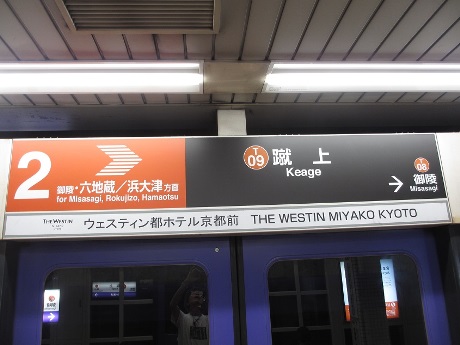 2
御陵・六地蔵/浜大津方面
for Misasagi, Rokujizo, Hamaotsu
T
09
蹴上
Keage
T
08
御陵
Misasagi
THE WESTIN
ウェスティン都ホテル京都前 THE WESTIN MIYAKO KYOTO